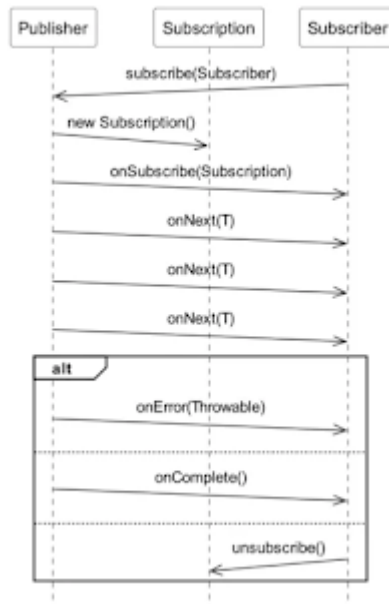 Publisher Subscription Subscriber
subscribe(Subscriber)
new Subscription()
onSubscribe(Subscription)
onNext(T)
onNext(T)
onNext(T)
alt
onError(Throwable)
onComplete()
unsubscribe()